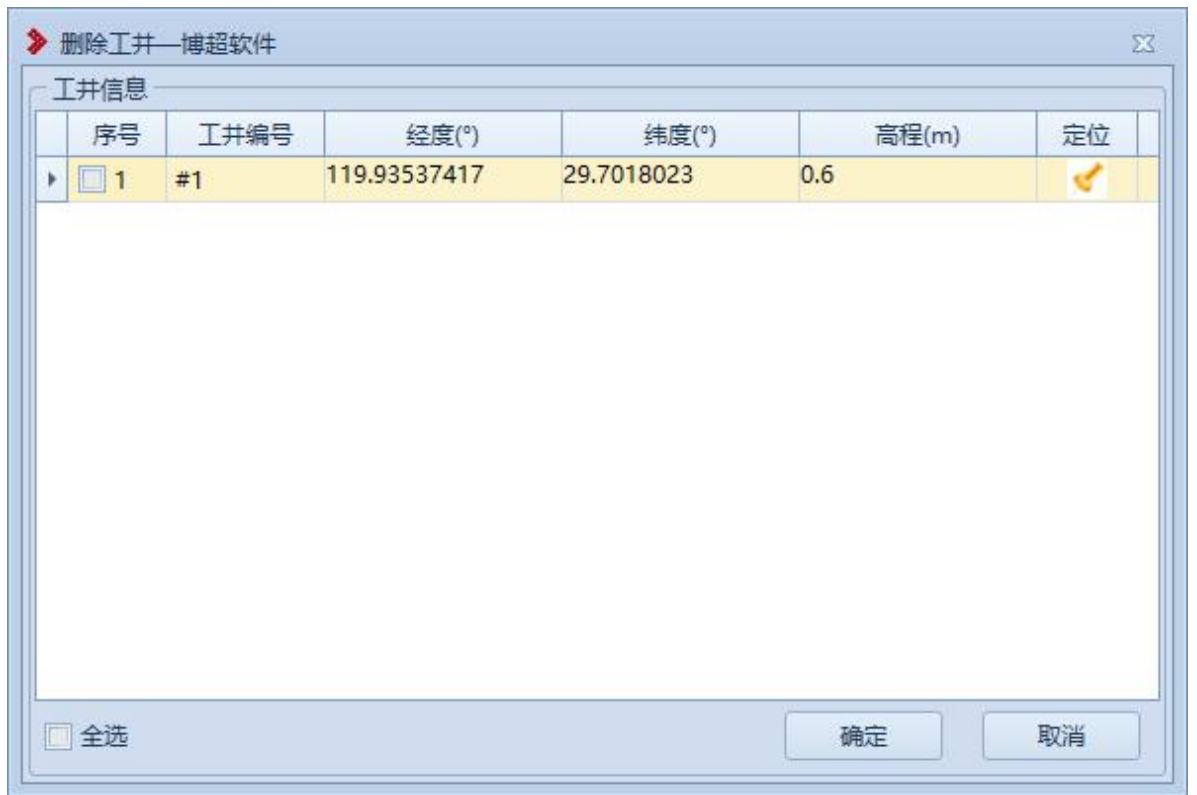 删除工井—博超软件
工井信息
序号 工井编号 经度(°) 纬度(°) 高程(m) 定位
1 #1 119.93537417 29.7018023 0.6
全选 确定 取消